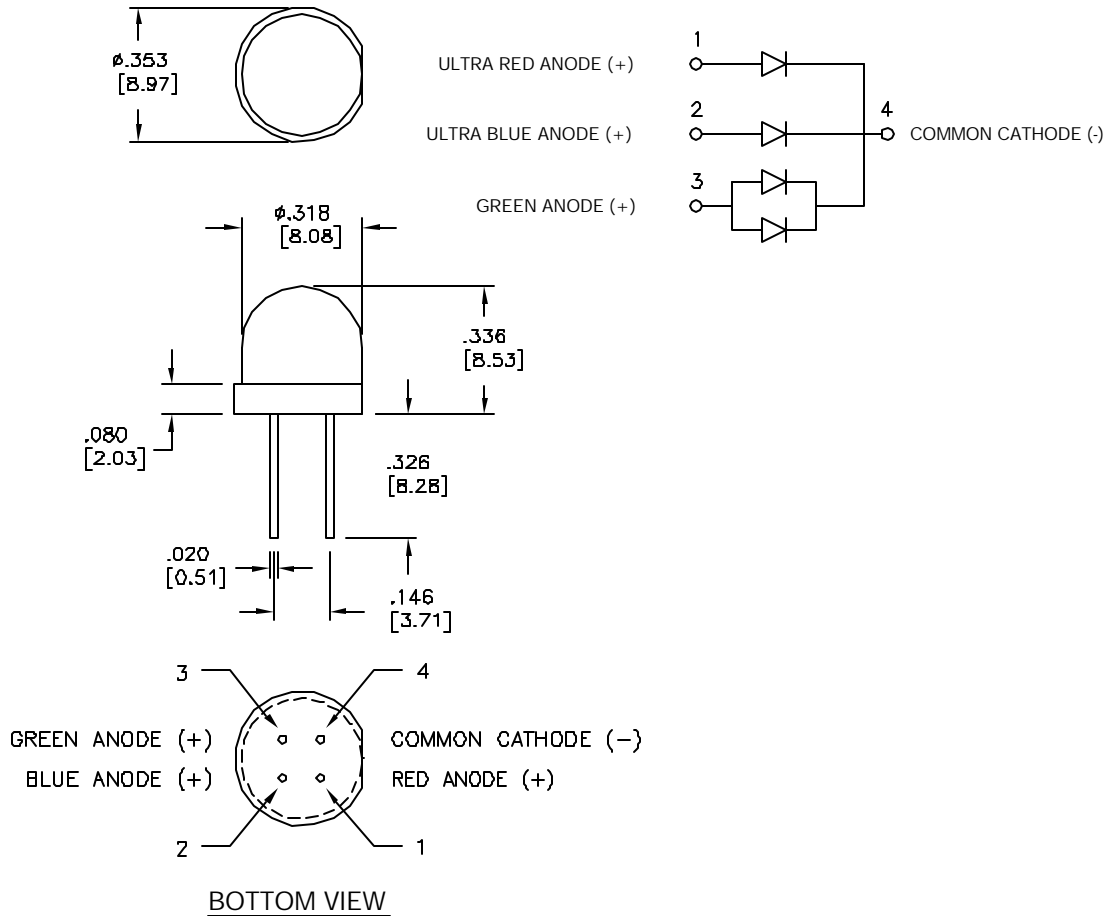 ø.353
[8.97]
ULTRA RED ANODE (+)
1
ULTRA BLUE ANODE (+)
2
4
COMMON CATHODE (-)
GREEN ANODE (+)
3
ø.318
[8.08]
.336
[8.53]
.080
[2.03]
.326
[8.28]
.020
[0.51]
.146
[3.71]
3
4
GREEN ANODE (+)
COMMON CATHODE (-)
BLUE ANODE (+)
RED ANODE (+)
2
1
BOTTOM VIEW